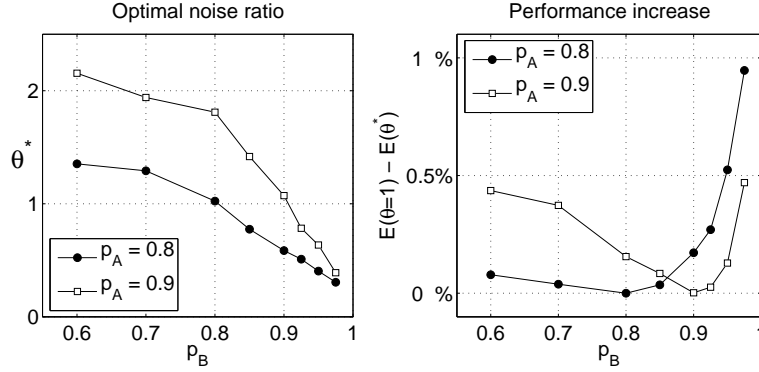 Optimal noise ratio
2
1
0
θ*
p_A = 0.8
p_A = 0.9
0.6 0.7 0.8 0.9 1
p_B
Performance increase
1 %
0.5%
0 %
E(θ=1) − E(θ*)
p_A = 0.8
p_A = 0.9
0.6 0.7 0.8 0.9 1
p_B